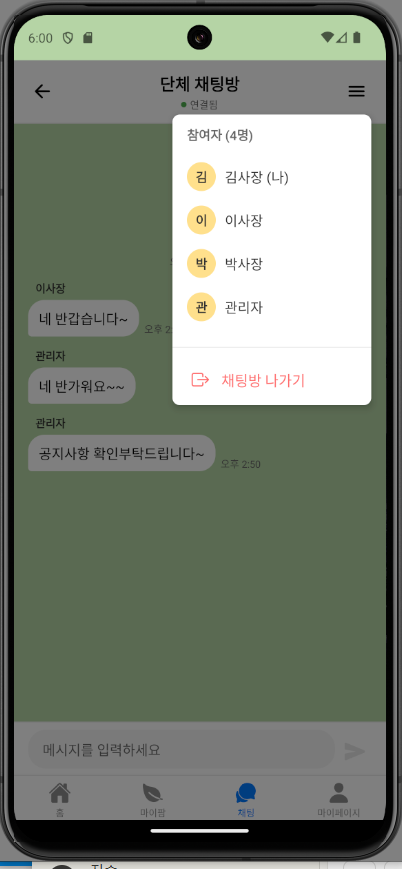 6:00
단체 채팅방
연결됨
참여자 (4명)
김 김사장 (나)
이 이사장
박 박사장
관 관리자
채팅방 나가기
이사장
네 반갑습니다~
오후 2:
관리자
네 반가워요~~
관리자
공지사항 확인부탁드립니다~
오후 2:50
메시지를 입력하세요
홈
마이팜
채팅
마이페이지